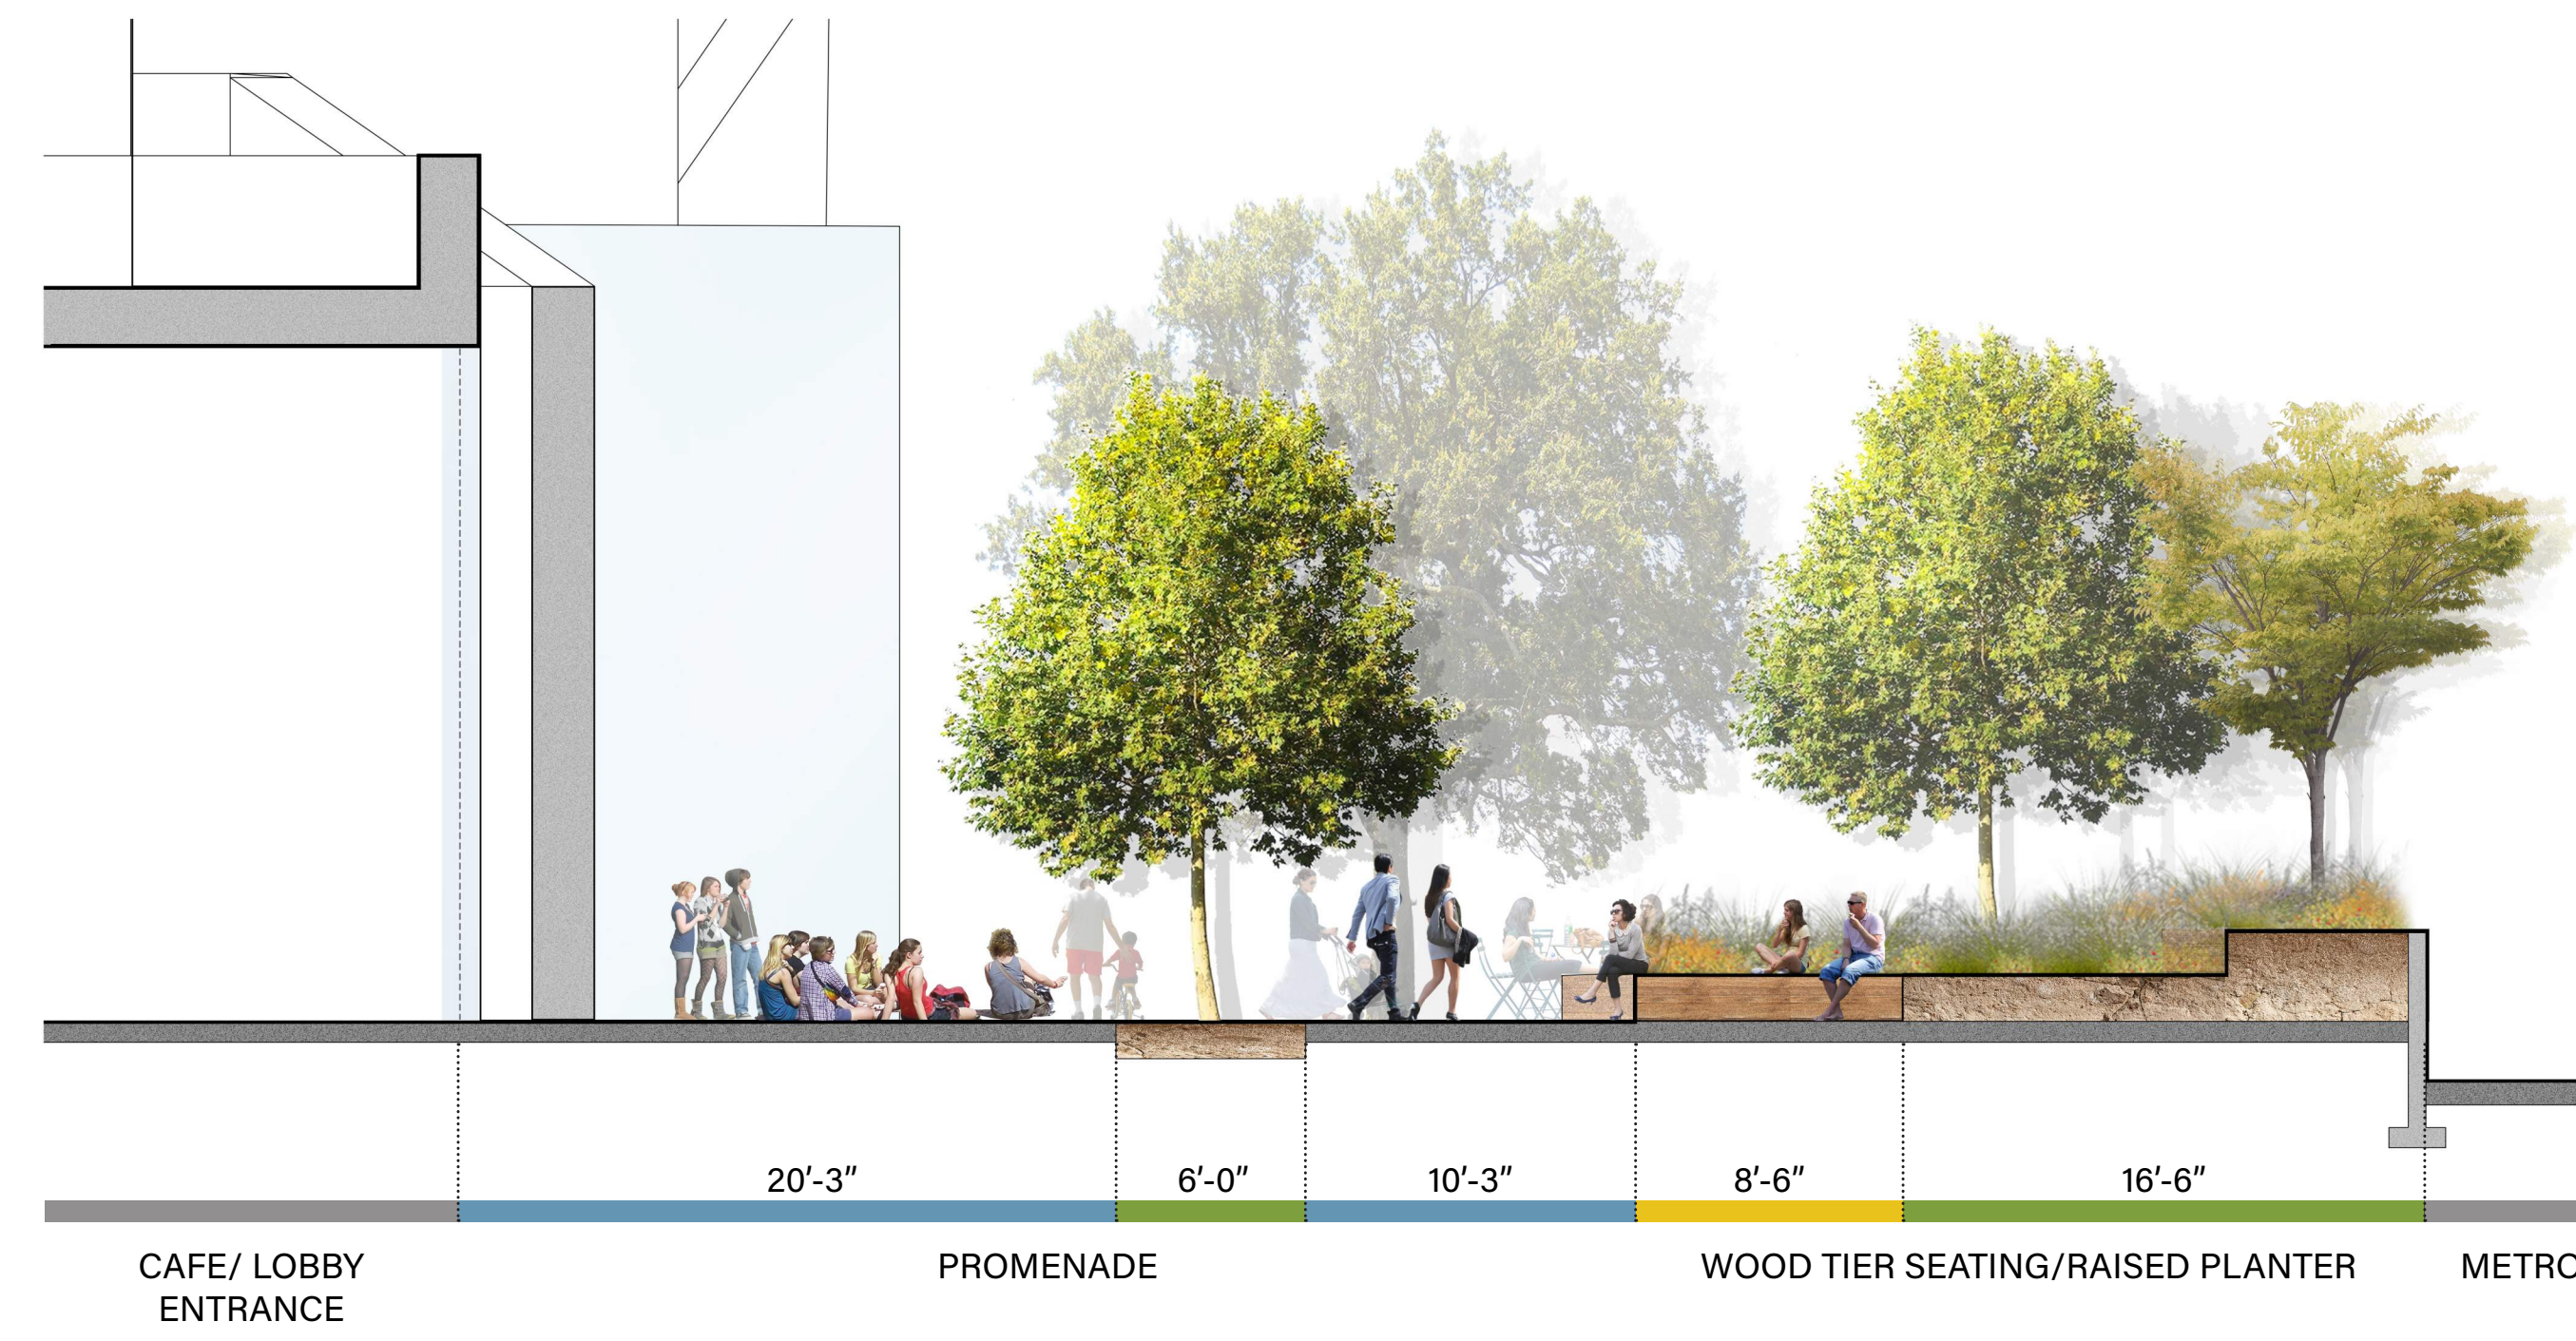 20′-3″
6′-0″
10′-3″
8′-6″
16′-6″
CAFE/ LOBBY
ENTRANCE
PROMENADE
WOOD TIER SEATING/RAISED PLANTER
METRO